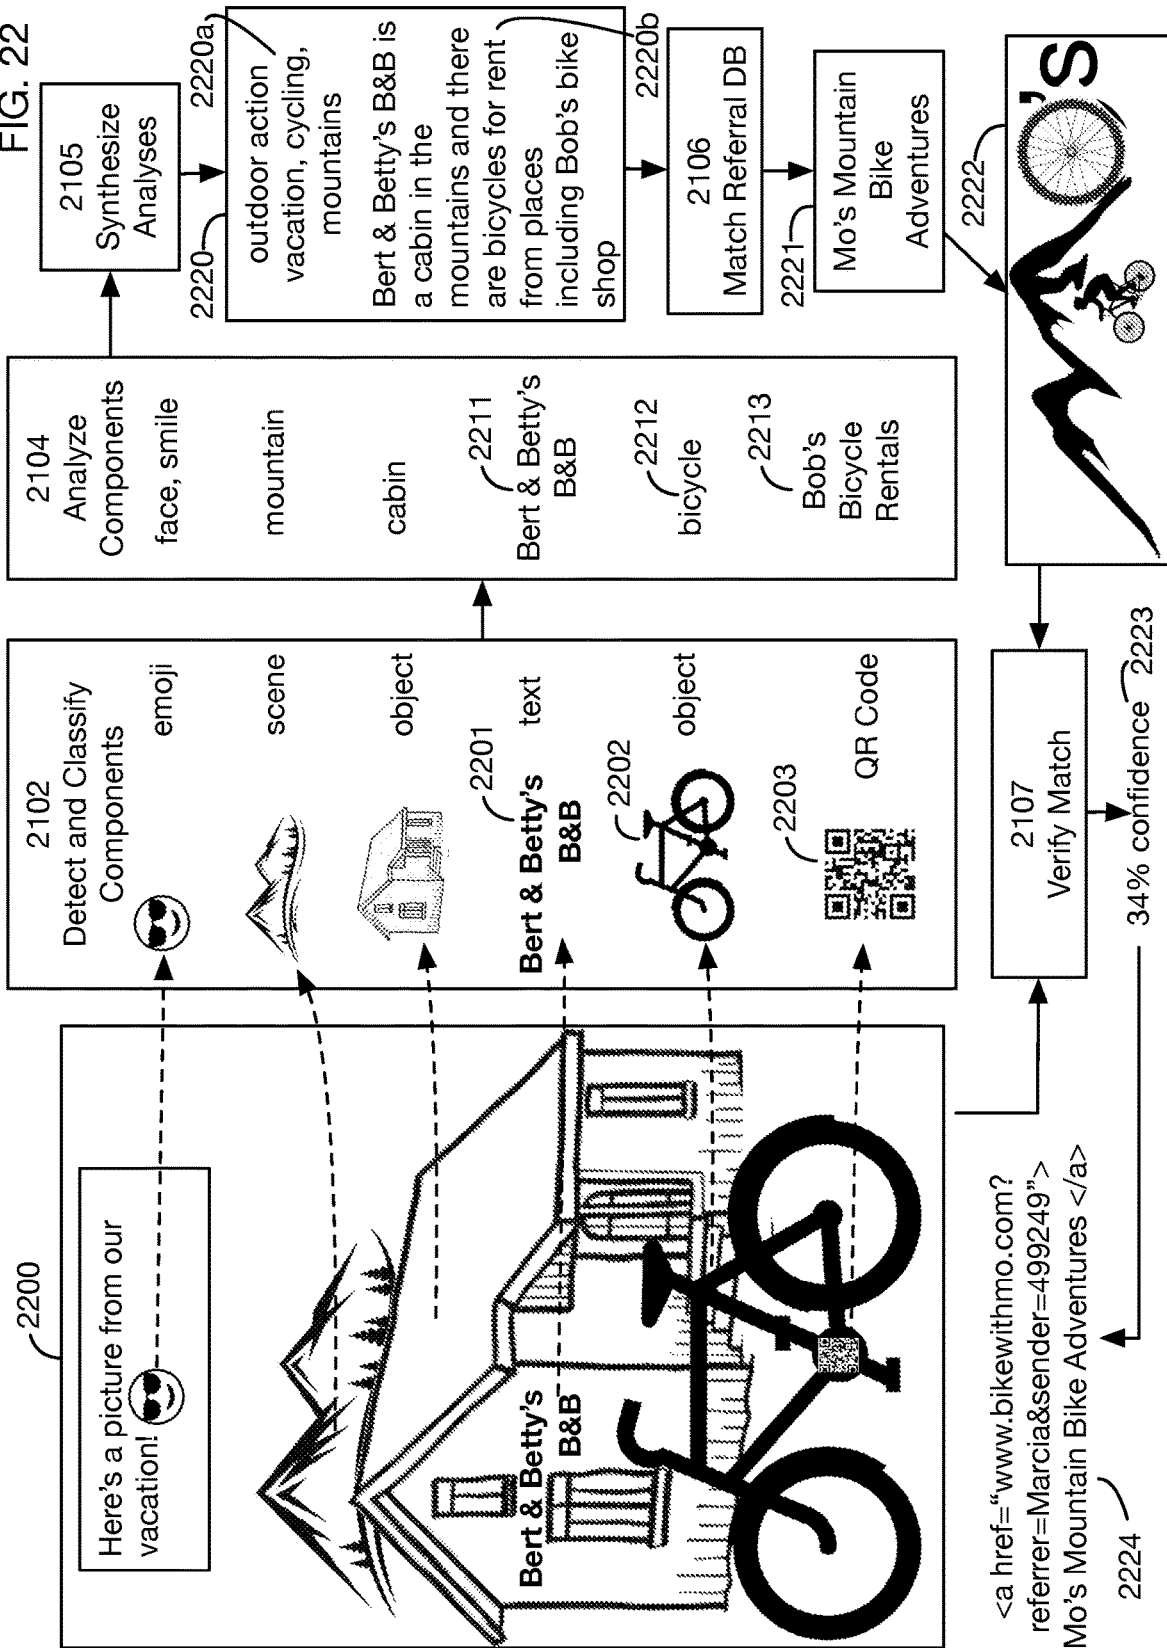 FIG. 22
2200
Here's a picture from our
vacation!
Bert & Betty's
B&B
2102
Detect and Classify
Components
emoji
scene
object
2201
Bert & Betty's
B&B
text
2202
object
2203
QR Code
2104
Analyze
Components
face, smile
mountain
cabin
2211
Bert & Betty's
B&B
2212
bicycle
2213
Bob's
Bicycle
Rentals
2105
Synthesize
Analyses
2220
2220a
outdoor action
vacation, cycling,
mountains
Bert & Betty's B&B is
a cabin in the
mountains and there
are bicycles for rent
from places
including Bob's bike
shop
2220b
2106
Match Referral DB
2221
Mo's Mountain
Bike
Adventures
2222
'S
2107
Verify Match
34% confidence
2223
<a href="www.bikewithmo.com?
referrer=Marcia&sender=499249">
Mo's Mountain Bike Adventures </a>
2224